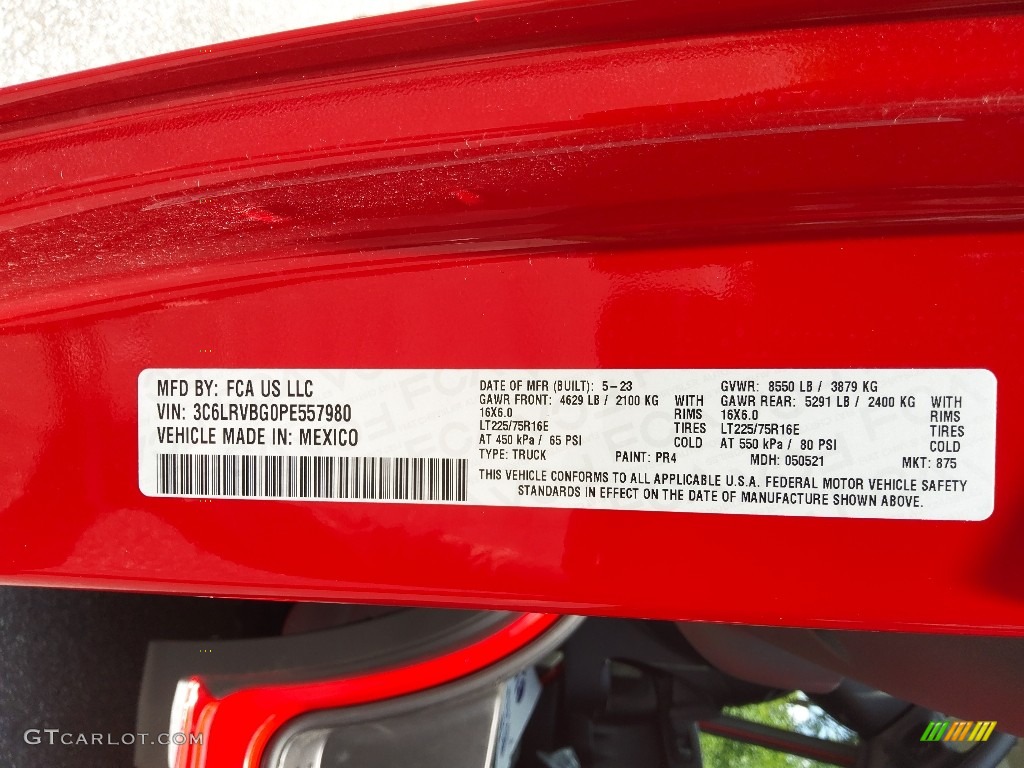 MFD BY: FCA US LLC
VIN: 3C6LRVBG0PE557980
VEHICLE MADE IN: MEXICO
DATE OF MFR (BUILT): 5-23
GAWR FRONT: 4629 LB / 2100 KG WITH
16X6.0 RIMS
LT225/75R16E TIRES
AT 450 kPa / 65 PSI COLD
TYPE: TRUCK PAINT: PR4
GVWR: 8550 LB / 3879 KG
GAWR REAR: 5291 LB / 2400 KG WITH
16X6.0 RIMS
LT225/75R16E TIRES
AT 550 kPa / 80 PSI COLD
MDH: 050521 MKT: 875
THIS VEHICLE CONFORMS TO ALL APPLICABLE U.S.A. FEDERAL MOTOR VEHICLE SAFETY
STANDARDS IN EFFECT ON THE DATE OF MANUFACTURE SHOWN ABOVE.
GTCARLOT.COM